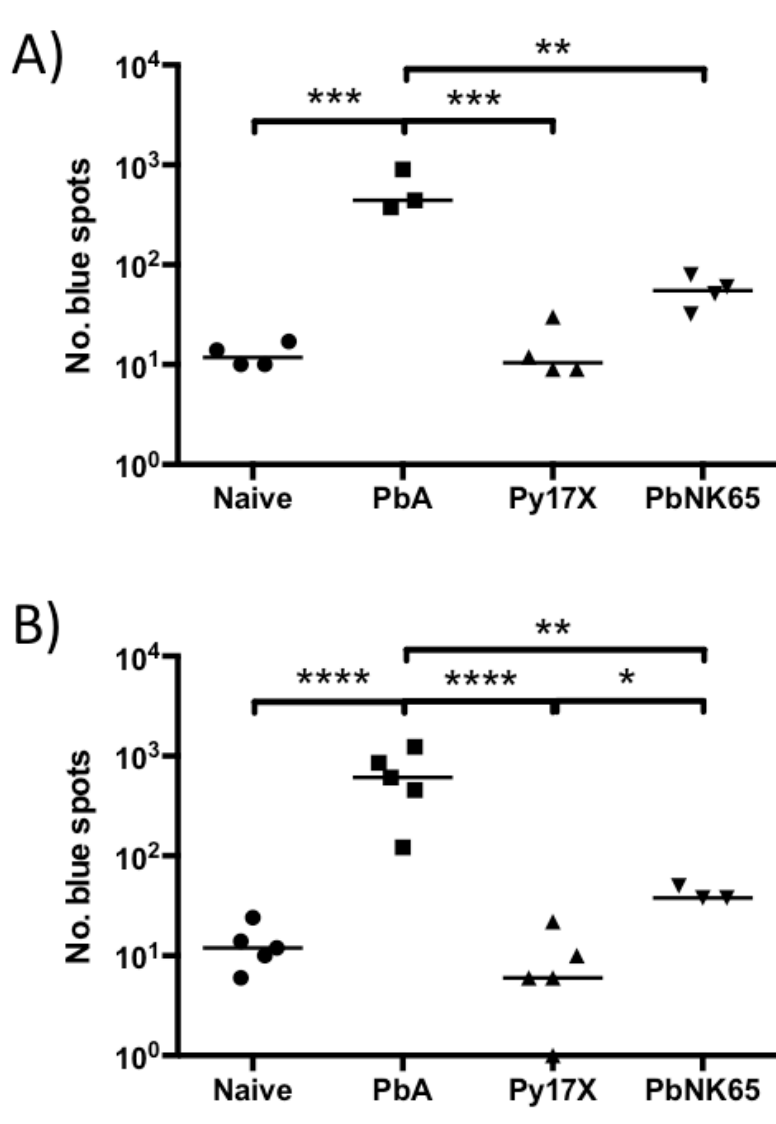 A)
**
*** ***
10⁴
10³
10²
10¹
10⁰
No. blue spots
Naive PbA Py17X PbNK65
B)
**
**** **** *
10⁴
10³
10²
10¹
10⁰
No. blue spots
Naive PbA Py17X PbNK65